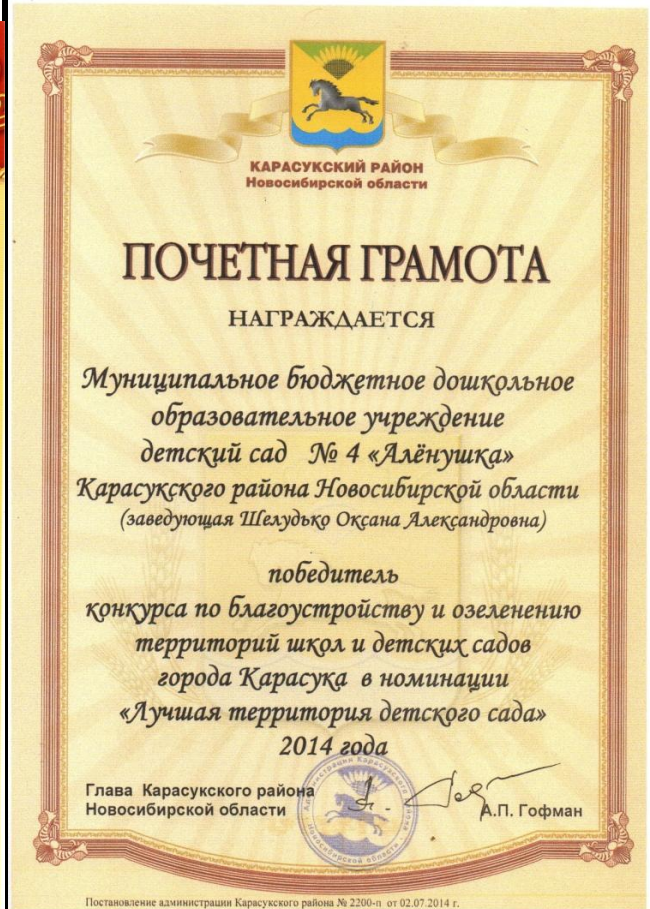 КАРАСУКСКИЙ РАЙОН
Новосибирской области
ПОЧЕТНАЯ ГРАМОТА
НАГРАЖДАЕТСЯ
Муниципальное бюджетное дошкольное
образовательное учреждение
детский сад № 4 «Алёнушка»
Карасукского района Новосибирской области
(заведующая Шелудько Оксана Александровна)
победитель
конкурса по благоустройству и озеленению
территорий школ и детских садов
города Карасука в номинации
«Лучшая территория детского сада»
2014 года
Глава Карасукского района
Новосибирской области
А.П. Гофман
Постановление администрации Карасукского района № 2200-п от 02.07.2014 г.